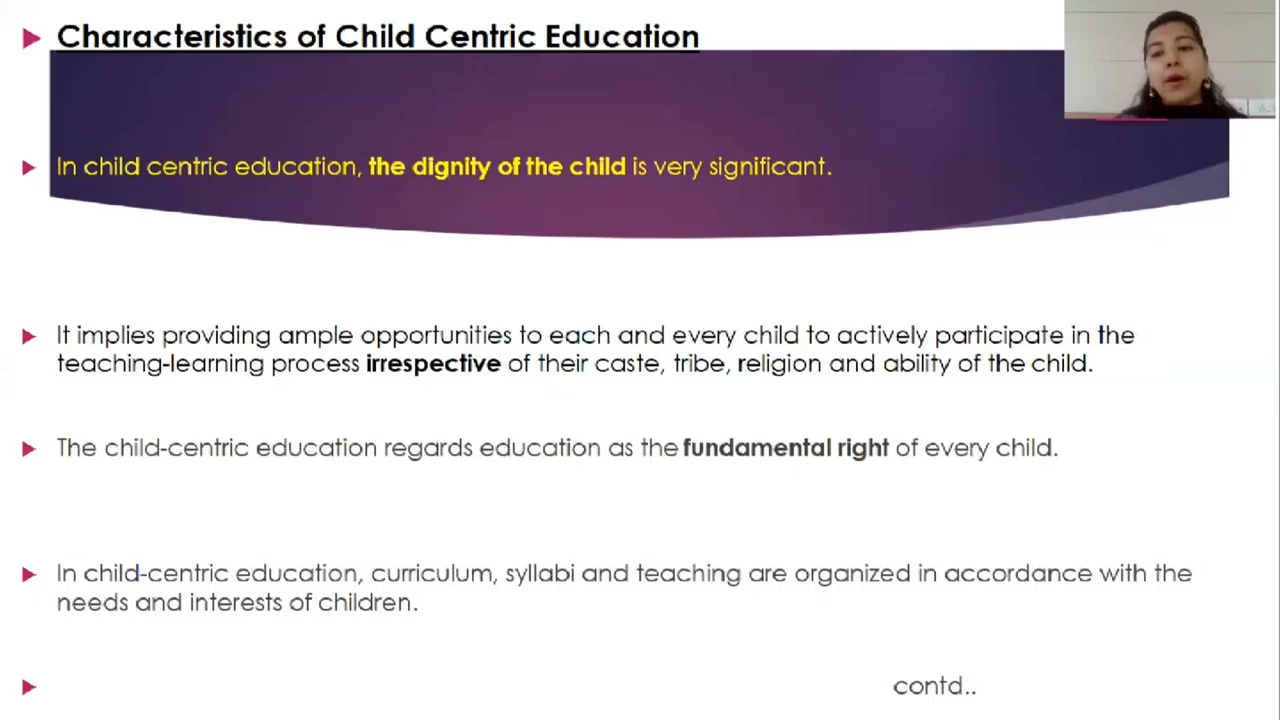 Characteristics of Child Centric Education
In child centric education, the dignity of the child is very significant.
It implies providing ample opportunities to each and every child to actively participate in the
teaching-learning process irrespective of their caste, tribe, religion and ability of the child.
The child-centric education regards education as the fundamental right of every child.
In child-centric education, curriculum, syllabi and teaching are organized in accordance with the
needs and interests of children.
contd..